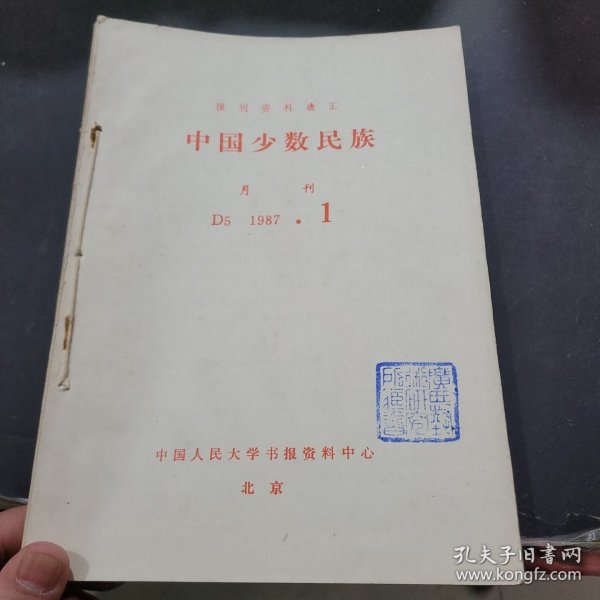 报刊资料选汇
中国少数民族
月 刊
D5 1987.1
中国人民大学书报资料中心
北京
孔夫子旧书网
www.kongfz.com